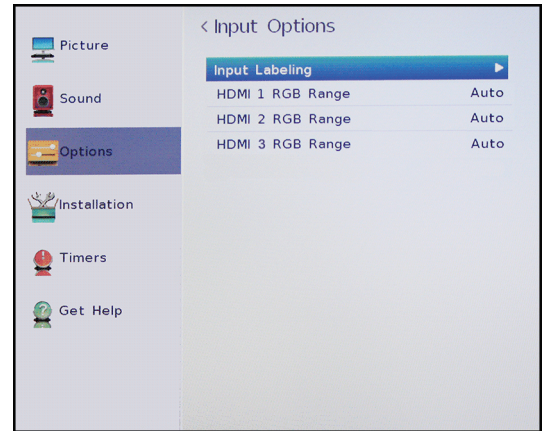 Picture
Sound
Options
Installation
Timers
Get Help
< Input Options
Input Labeling
HDMI 1 RGB Range Auto
HDMI 2 RGB Range Auto
HDMI 3 RGB Range Auto